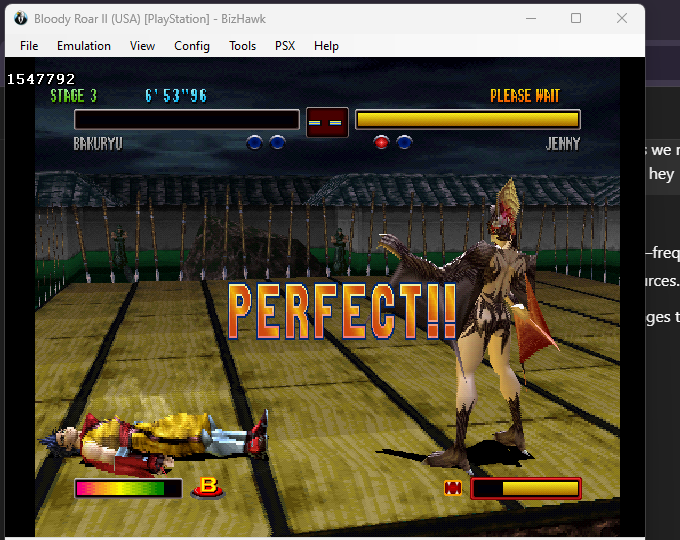 Bloody Roar II (USA) [PlayStation] - BizHawk
File Emulation View Config Tools PSX Help
1547792
STAGE 3 6'53"96 PLEASE WAIT
BAKURYU JENNY
PERFECT!!
B
s we
hey
—freq
urces.
ges t